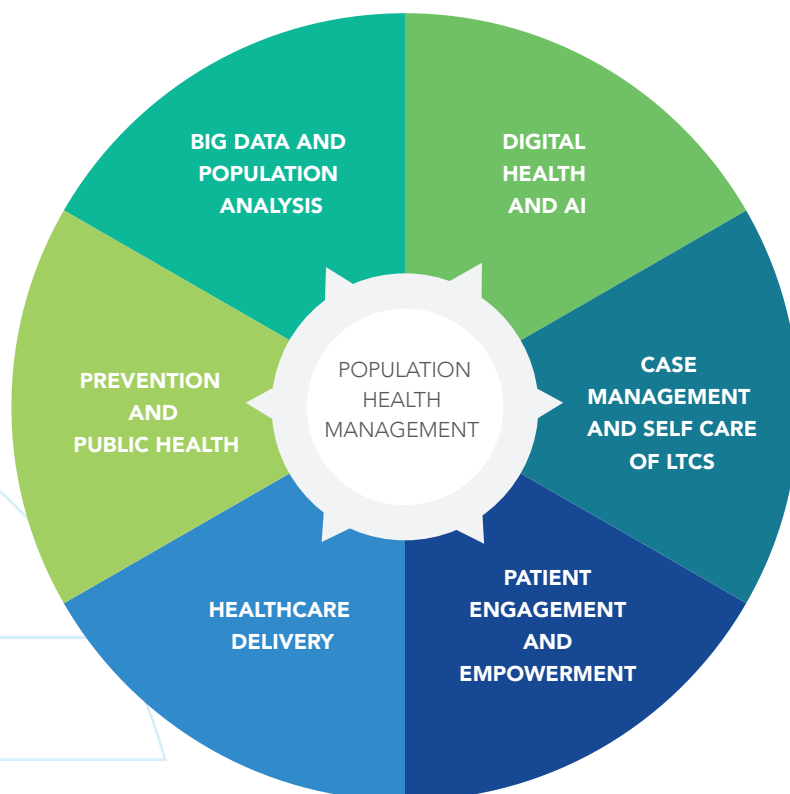 BIG DATA AND
POPULATION
ANALYSIS
DIGITAL
HEALTH
AND AI
CASE
MANAGEMENT
AND SELF CARE
OF LTCS
PATIENT
ENGAGEMENT
AND
EMPOWERMENT
HEALTHCARE
DELIVERY
PREVENTION
AND
PUBLIC HEALTH
POPULATION
HEALTH
MANAGEMENT